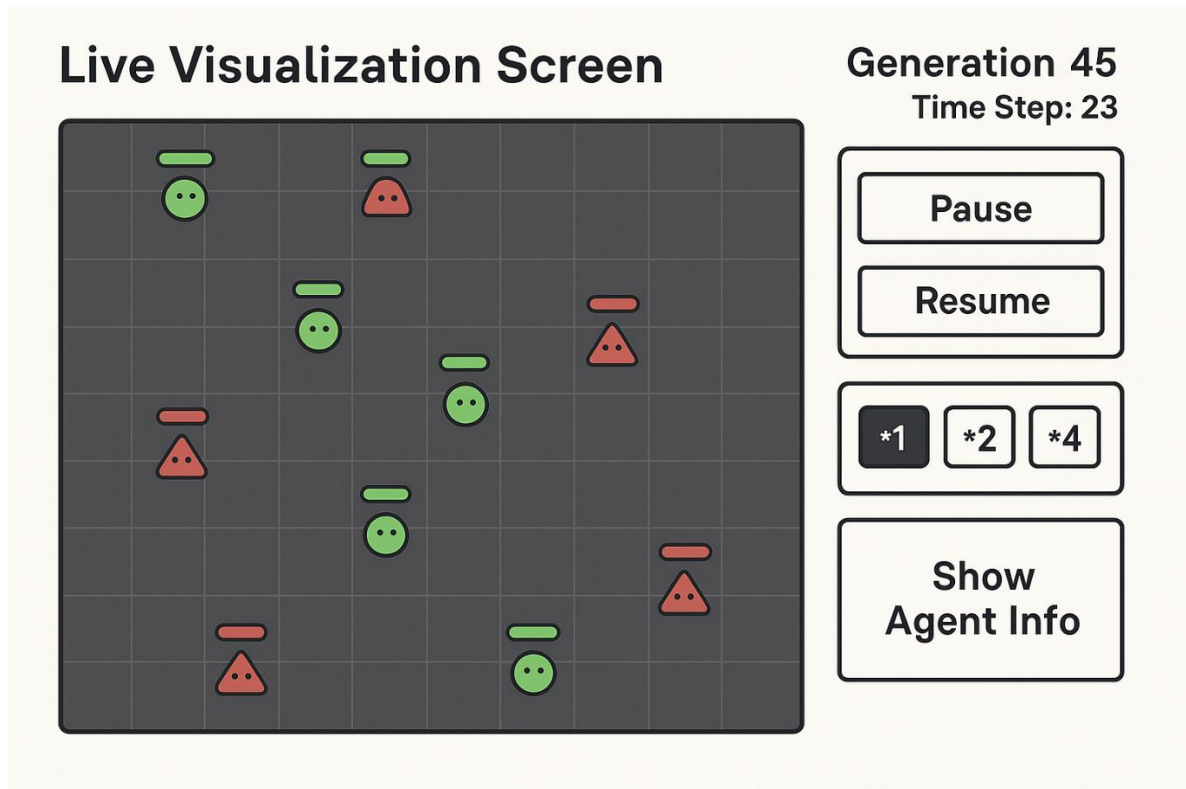 Live Visualization Screen
Generation 45
Time Step: 23
Pause
Resume
*1
*2
*4
Show
Agent Info